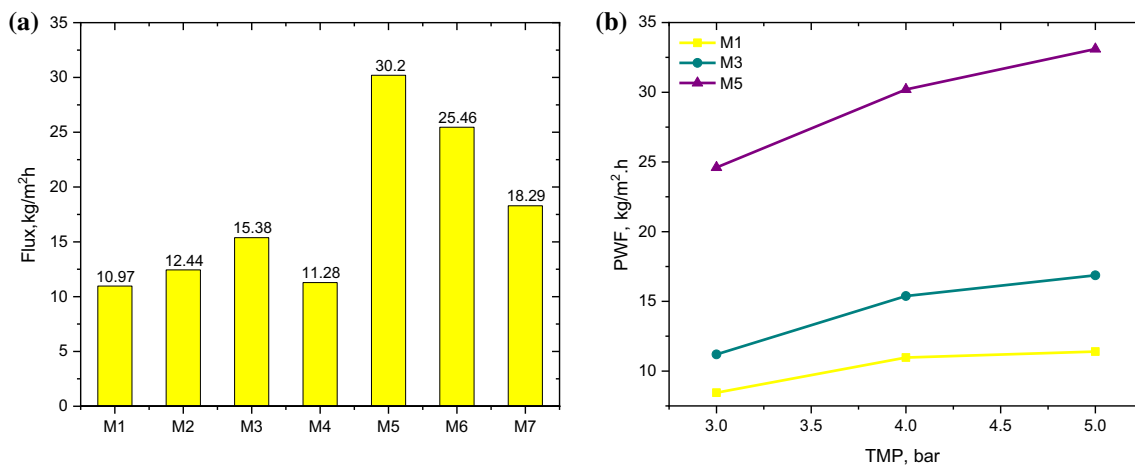 (a)
35
30
25
20
15
10
5
0
Flux,kg/m²h
10.97
12.44
15.38
11.28
30.2
25.46
18.29
M1 M2 M3 M4 M5 M6 M7
(b)
35
30
25
20
15
10
PWF, kg/m².h
M1
M3
M5
3.0 3.5 4.0 4.5 5.0
TMP, bar